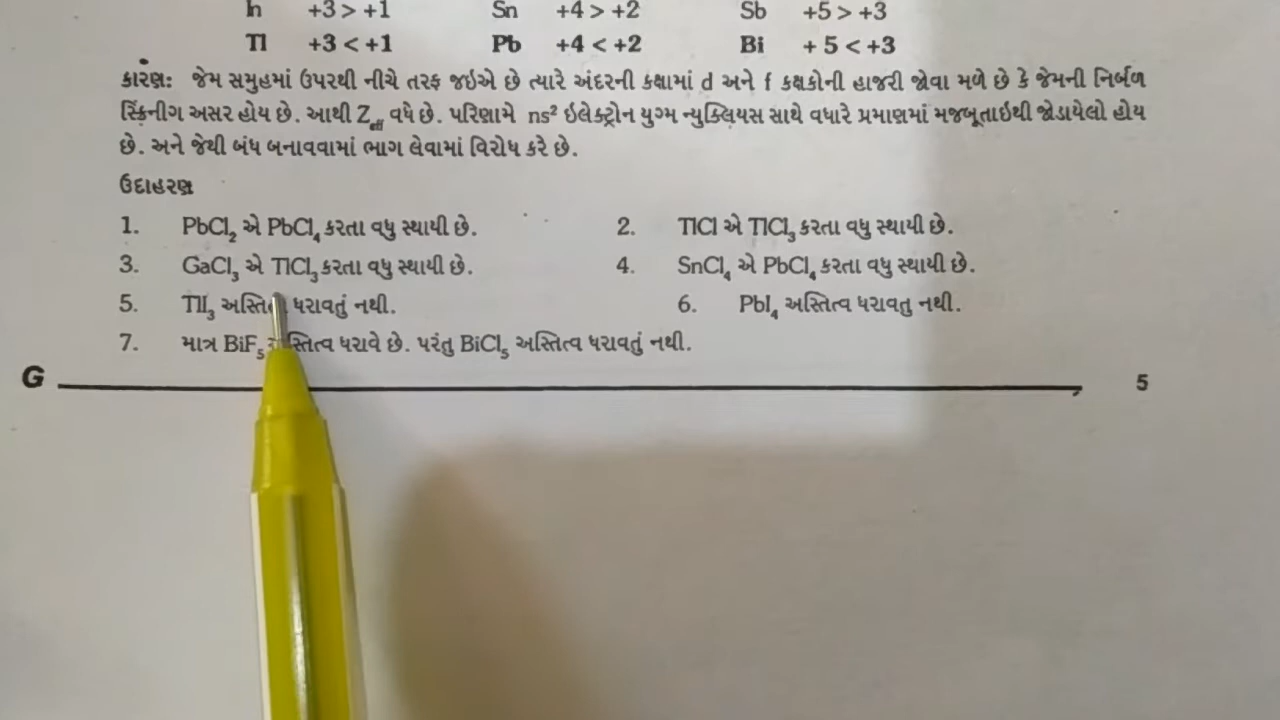 In +3 > +1 Sn +4 > +2 Sb +5 > +3
Tl +3 < +1 Pb +4 < +2 Bi + 5 < +3
કારણ: જેમ સમુહમાં ઉપરથી નીચે તરફ જઇએ છે ત્યારે અંદરની કક્ષામાં d અને f કક્ષકોની હાજરી જોવા મળે છે કે જેમની નિર્બળ
સ્ક્રિનીગ અસર હોય છે. આથી Zeff વધે છે. પરિણામે ns² ઇલેક્ટ્રોન યુગ્મ ન્યુક્લિયસ સાથે વધારે પ્રમાણમાં મજબૂતાઇથી જોડાયેલો હોય
છે. અને જેથી બંધ બનાવવામાં ભાગ લેવામાં વિરોધ કરે છે.
ઉદાહરણ
1. PbCl₂ એ PbCl₄ કરતા વધુ સ્થાયી છે. 2. TlCl એ TlCl₃ કરતા વધુ સ્થાયી છે.
3. GaCl₃ એ TlCl₃ કરતા વધુ સ્થાયી છે. 4. SnCl₄ એ PbCl₄ કરતા વધુ સ્થાયી છે.
5. TlI₃ ધરાવતું નથી. 6. PbI₄ અસ્તિત્વ ધરાવતુ નથી.
7. માત્ર BiF₅ ધરાવે છે. પરંતુ BiCl₅ અસ્તિત્વ ધરાવતું નથી.
G 5